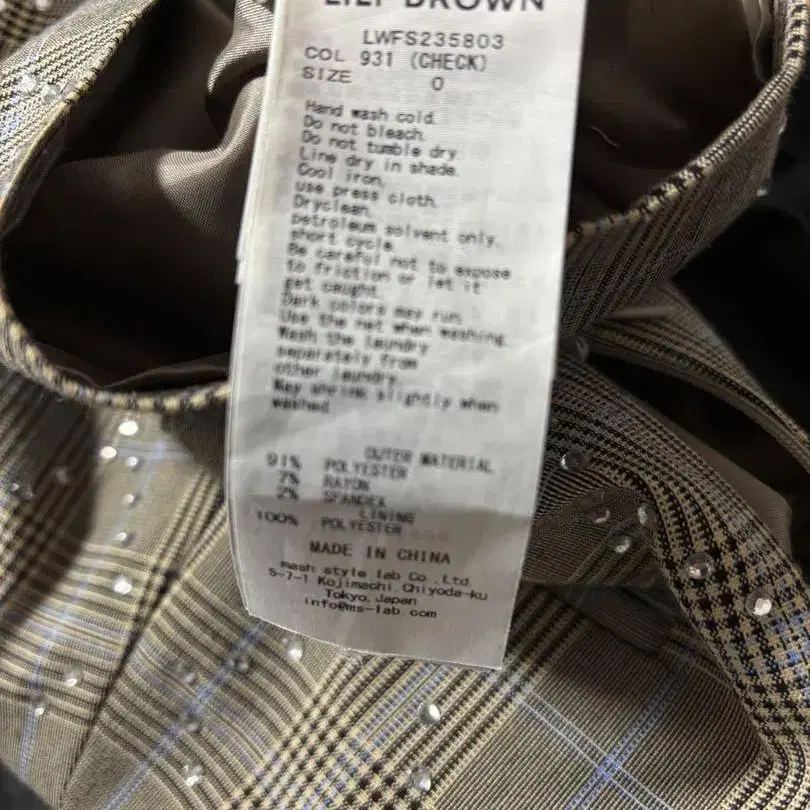 LILY BROWN
LWFS235803
COL 931 (CHECK)
SIZE 0
Hand wash cold.
Do not bleach.
Do not tumble dry.
Line dry in shade.
Cool iron,
use press cloth.
Dryclean,
petroleum solvent only,
short cycle.
Be careful not to expose
to friction or let it
get caught.
Dark colors may run.
Use the net when washing.
Wash the laundry
separately from
other laundry.
May shrink slightly when
washed.
OUTER MATERIAL
91% POLYESTER
7% RAYON
2% SPANDEX
LINING
100% POLYESTER
MADE IN CHINA
mash style lab Co.,Ltd.
5-7-1 Kojimachi,Chiyoda-ku
Tokyo,Japan
info@ms-lab.com